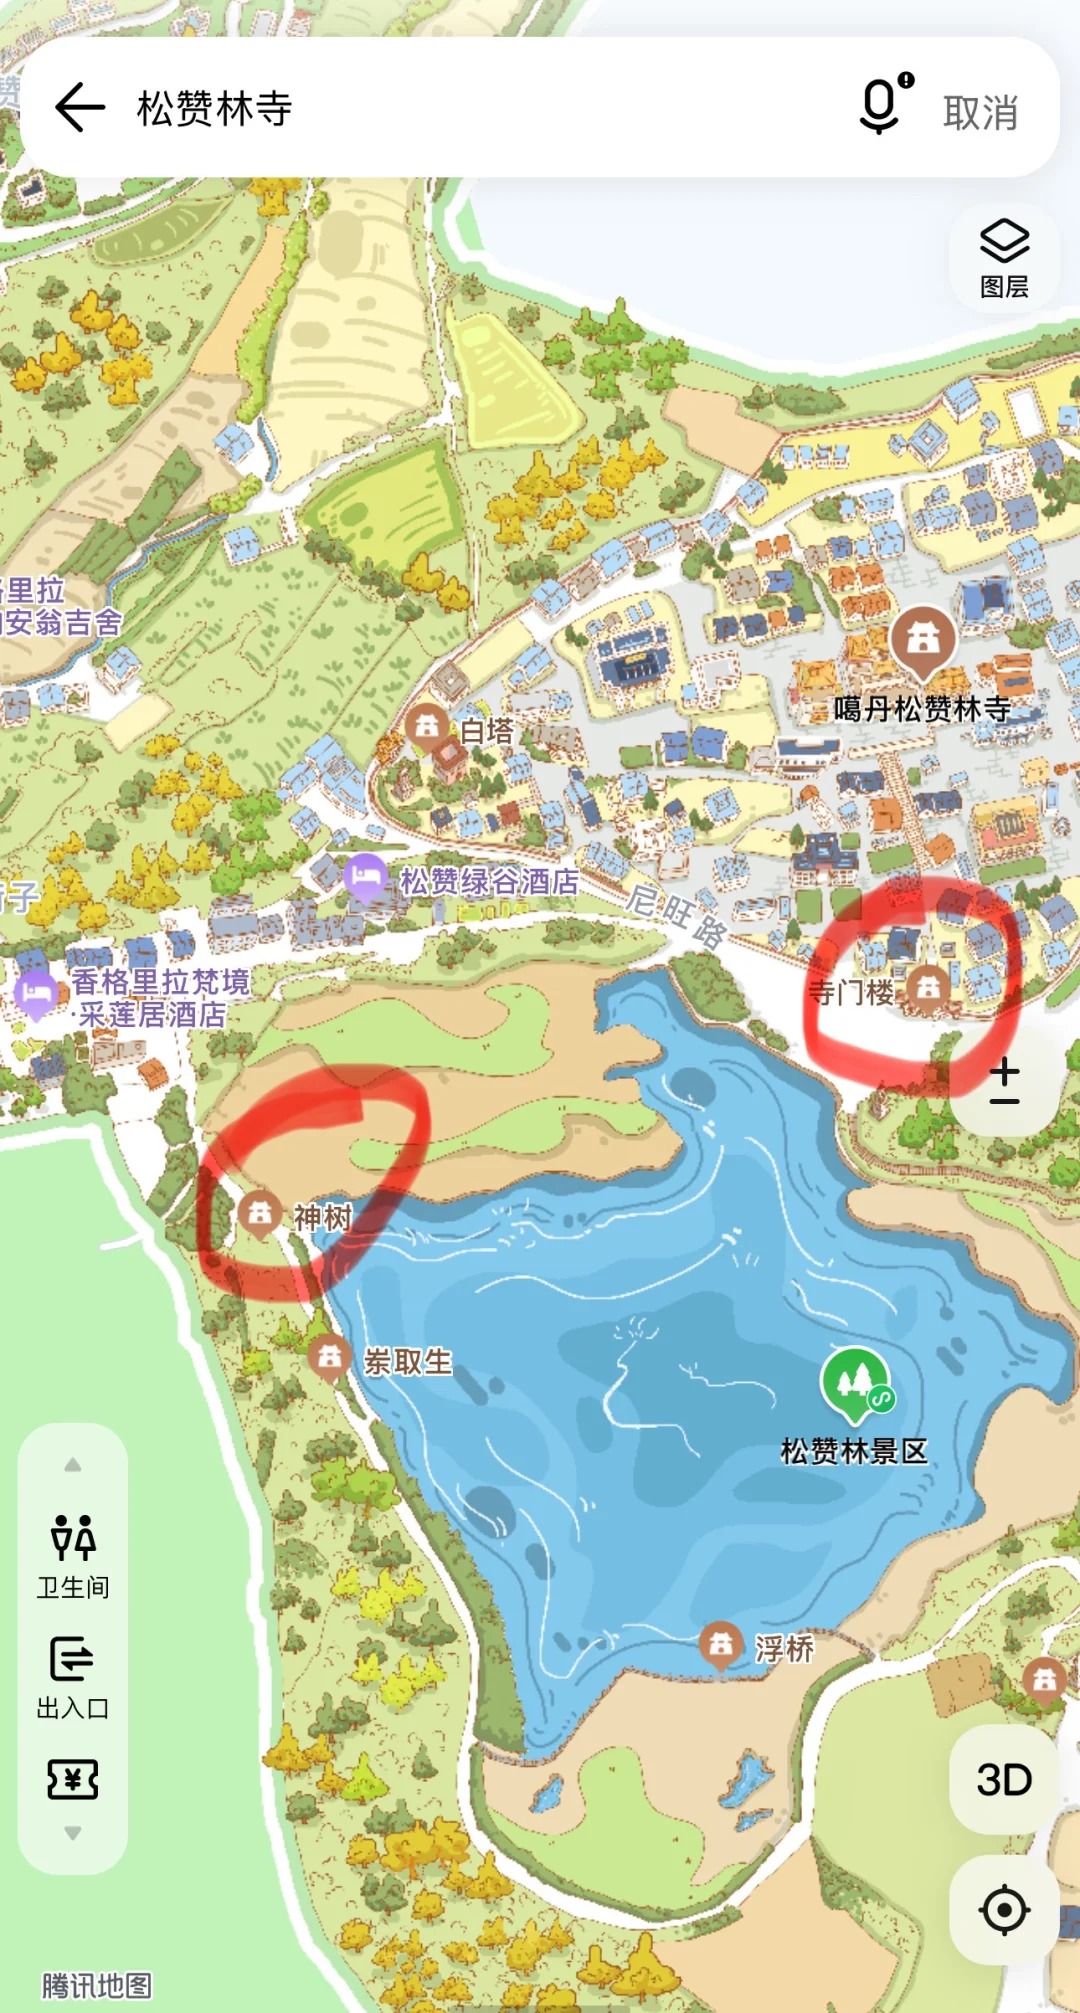 松赞林寺
取消
图层
格里拉
安翁吉舍
噶丹松赞林寺
白塔
松赞绿谷酒店
尼旺路
香格里拉梵境
·采莲居酒店
寺门楼
神树
崇取生
松赞林景区
卫生间
浮桥
出入口
3D
腾讯地图